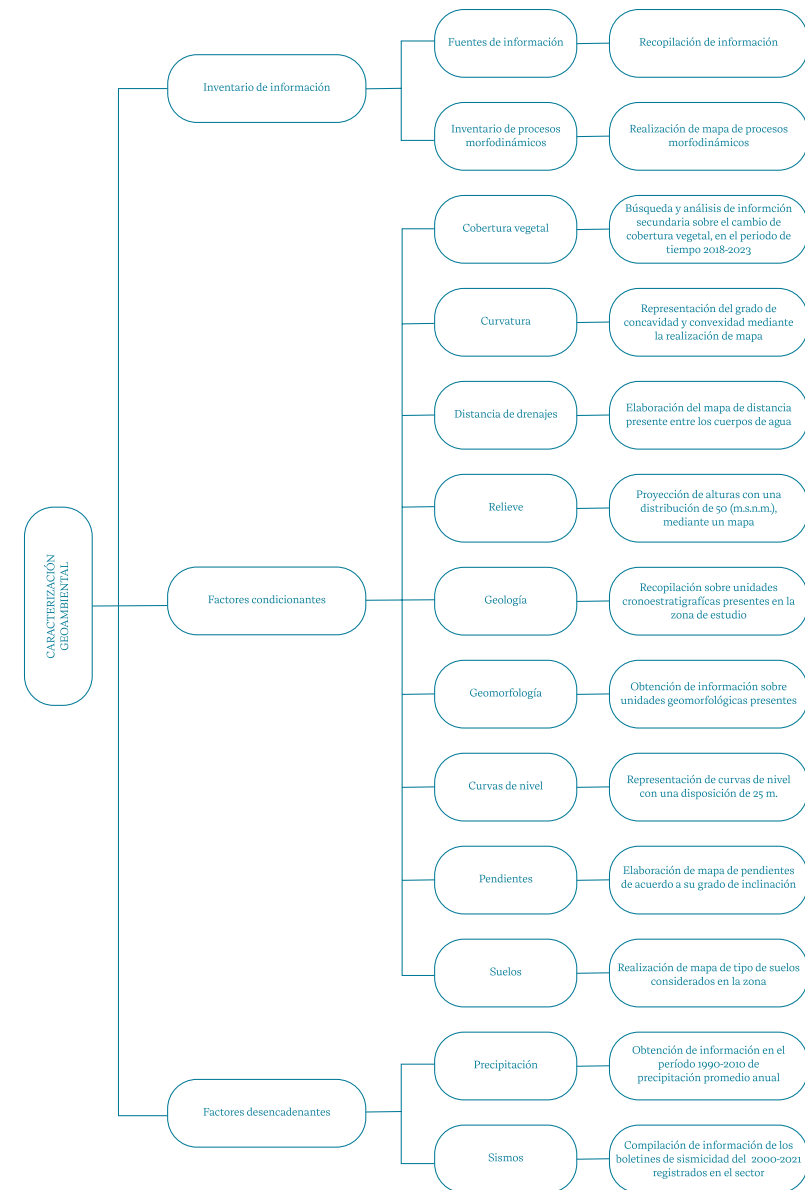 CARACTERIZACIÓN
GEOAMBIENTAL
Inventario de información
Fuentes de información
Recopilación de información
Inventario de procesos
morfodinámicos
Realización de mapa de procesos
morfodinámicos
Factores condicionantes
Cobertura vegetal
Búsqueda y análisis de informción
secundaria sobre el cambio de
cobertura vegetal, en el periodo de
tiempo 2018-2023
Curvatura
Representación del grado de
concavidad y convexidad mediante
la realización de mapa
Distancia de drenajes
Elaboración del mapa de distancia
presente entre los cuerpos de agua
Relieve
Proyección de alturas con una
distribución de 50 (m.s.n.m.),
mediante un mapa
Geología
Recopilación sobre unidades
cronoestratigrafícas presentes en la
zona de estudio
Geomorfología
Obtención de información sobre
unidades geomorfológicas presentes
Curvas de nivel
Representación de curvas de nivel
con una disposición de 25 m.
Pendientes
Elaboración de mapa de pendientes
de acuerdo a su grado de inclinación
Suelos
Realización de mapa de tipo de suelos
considerados en la zona
Factores desencadenantes
Precipitación
Obtención de información en el
período 1990-2010 de
precipitación promedio anual
Sismos
Compilación de información de los
boletines de sismicidad del 2000-2021
registrados en el sector